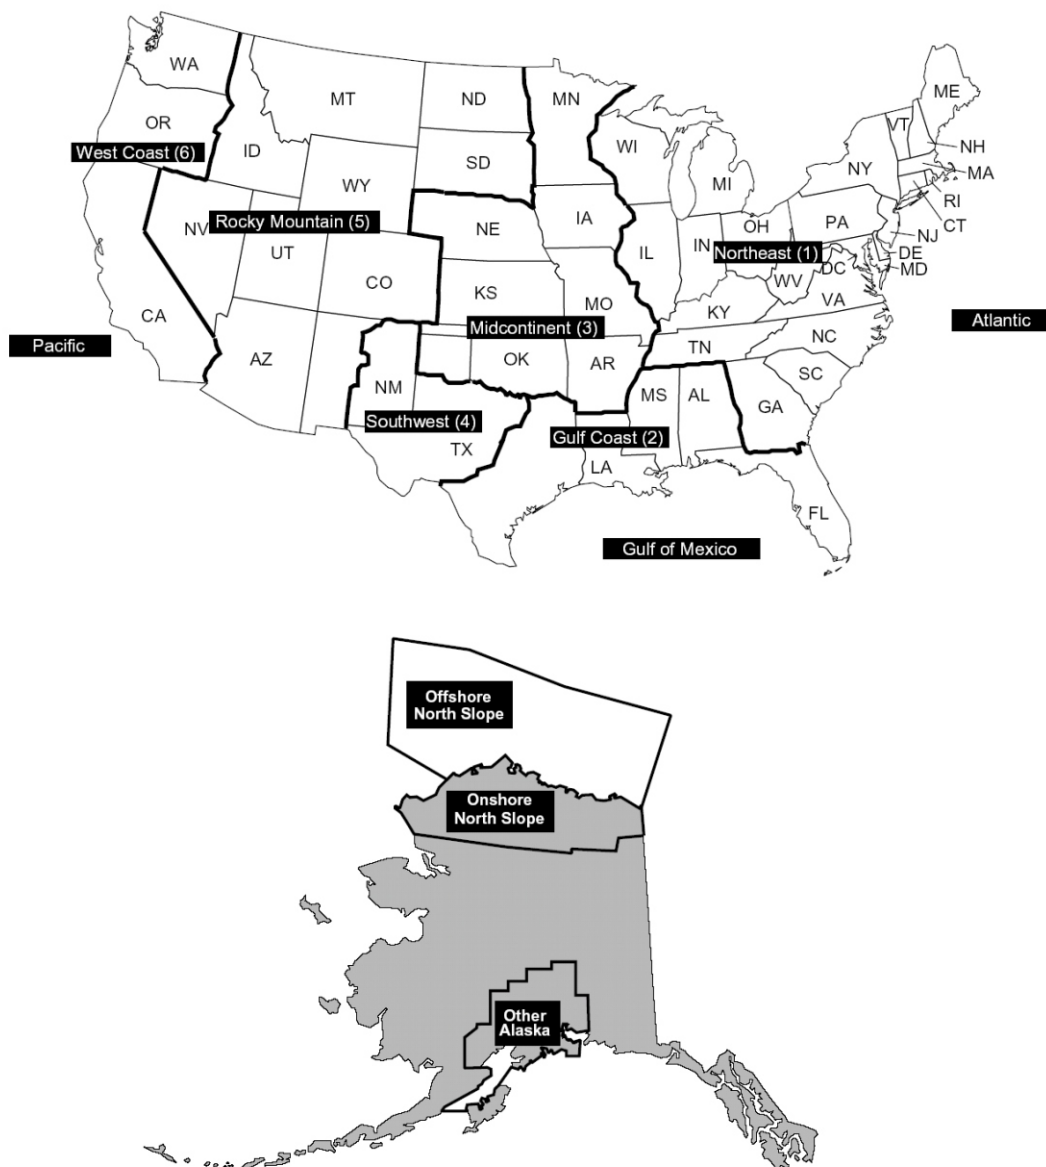 WA
MT
ND
MN
ME
OR
VT
WI
NH
West Coast (6)
ID
SD
NY
MA
WY
MI
RI
Rocky Mountain (5)
NV
NE
IA
PA
CT
OH
NJ
UT
IL
IN
Northeast (1)
DE
CO
WV
DC
MD
KS
MO
KY
VA
CA
Midcontinent (3)
Atlantic
Pacific
NC
TN
AZ
OK
AR
SC
NM
MS
AL
GA
Southwest (4)
Gulf Coast (2)
TX
LA
FL
Gulf of Mexico
Offshore
North Slope
Onshore
North Slope
Other
Alaska